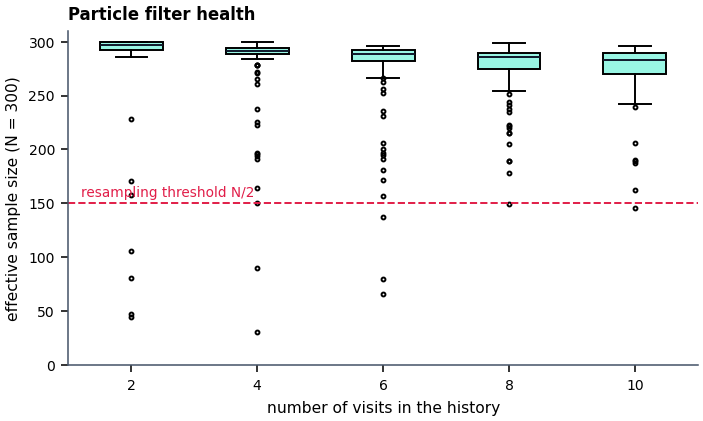 Particle filter health
effective sample size (N = 300)
300
250
200
150
100
50
0
resampling threshold N/2
2 4 6 8 10
number of visits in the history